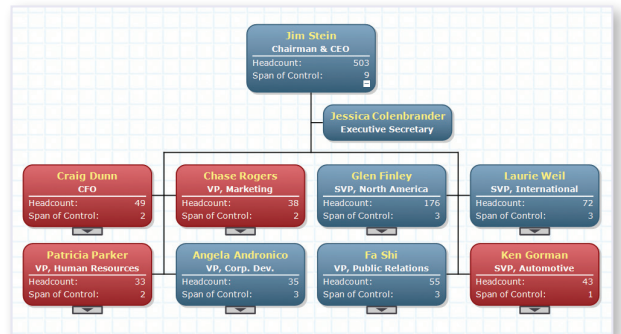 Jim Stein
Chairman & CEO
Headcount: 503
Span of Control: 9
Jessica Colenbrander
Executive Secretary
Craig Dunn
CFO
Headcount: 49
Span of Control: 2
Chase Rogers
VP, Marketing
Headcount: 38
Span of Control: 2
Glen Finley
SVP, North America
Headcount: 176
Span of Control: 3
Laurie Weil
SVP, International
Headcount: 72
Span of Control: 3
Patricia Parker
VP, Human Resources
Headcount: 33
Span of Control: 2
Angela Andronico
VP, Corp. Dev.
Headcount: 35
Span of Control: 3
Fa Shi
VP, Public Relations
Headcount: 55
Span of Control: 3
Ken Gorman
SVP, Automotive
Headcount: 43
Span of Control: 1